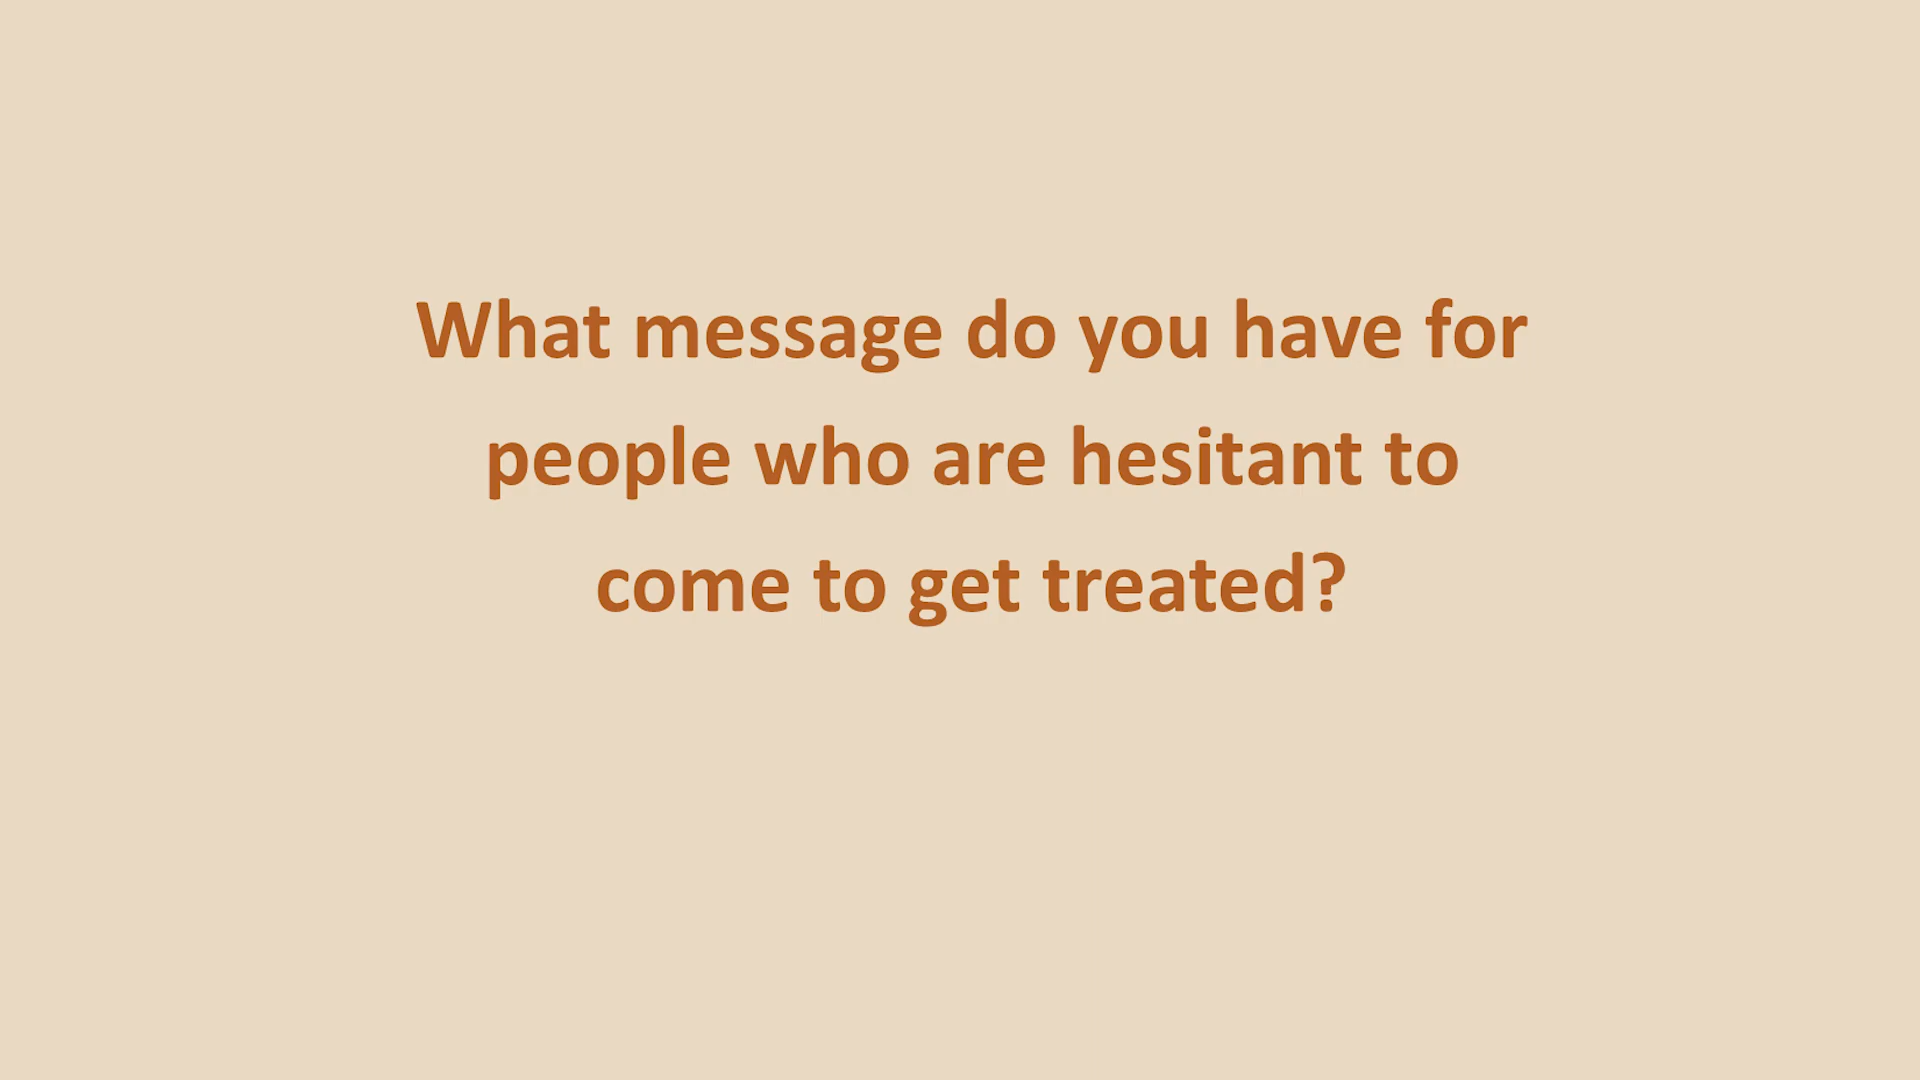 What message do you have for
people who are hesitant to
come to get treated?